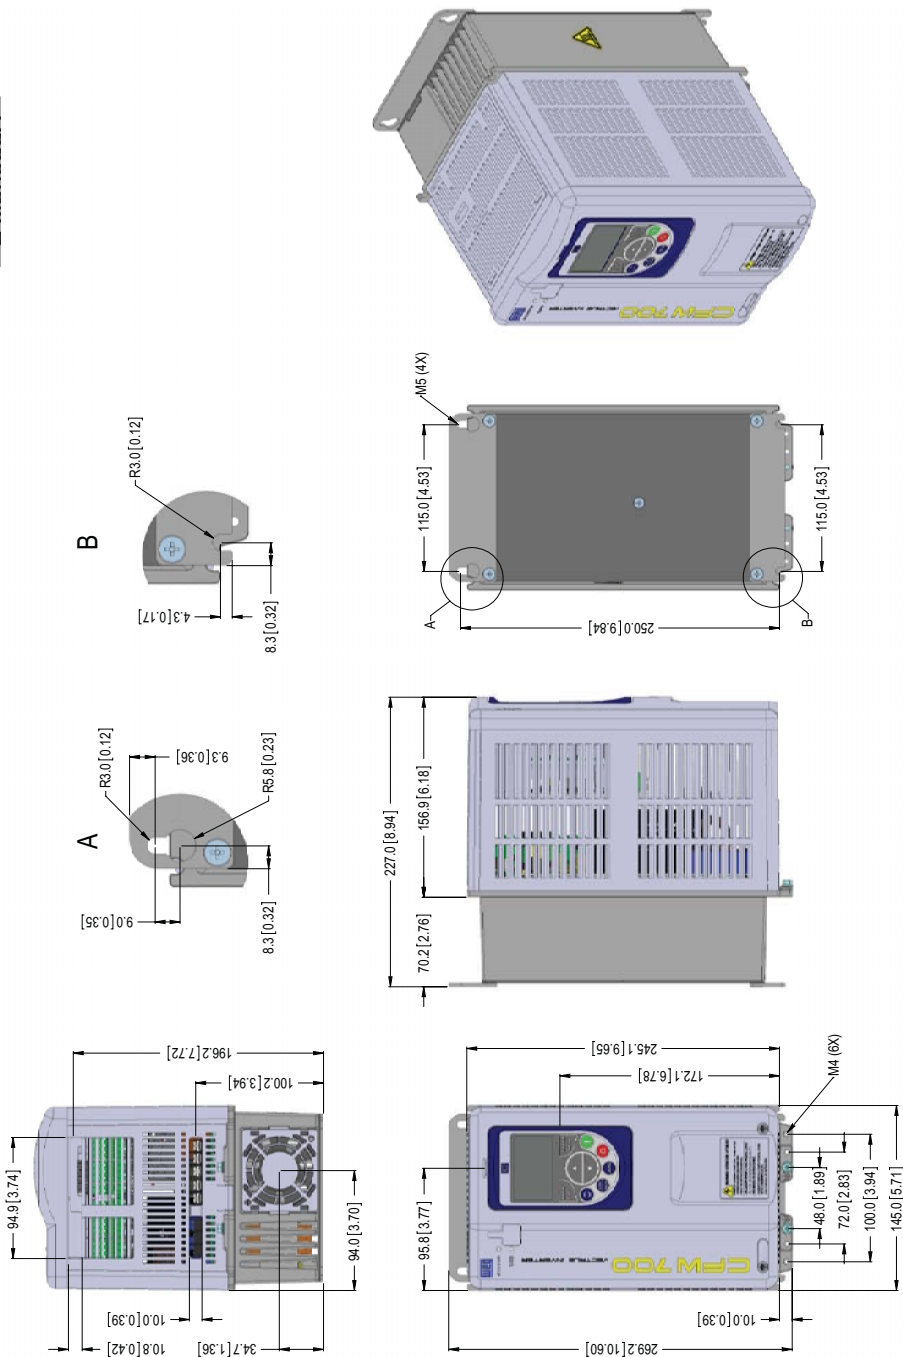 B
R3.0 [0.12]
4.3 [0.17]
8.3 [0.32]
M5 (4X)
115.0 [4.53]
115.0 [4.53]
A
B
250.0 [9.84]
CFW 700
VECTRUE INVERTER
A
R3.0 [0.12]
9.3 [0.36]
R5.8 [0.23]
9.0 [0.35]
8.3 [0.32]
227.0 [8.94]
156.9 [6.18]
70.2 [2.76]
196.2 [7.72]
100.2 [3.94]
94.9 [3.74]
94.0 [3.70]
10.0 [0.39]
10.8 [0.42]
34.7 [1.36]
245.1 [9.65]
172.1 [6.78]
M4 (6X)
95.8 [3.77]
48.0 [1.89]
72.0 [2.83]
100.0 [3.94]
145.0 [5.71]
10.0 [0.39]
269.2 [10.60]
WEG
CFW 700
VECTRUE INVERTER